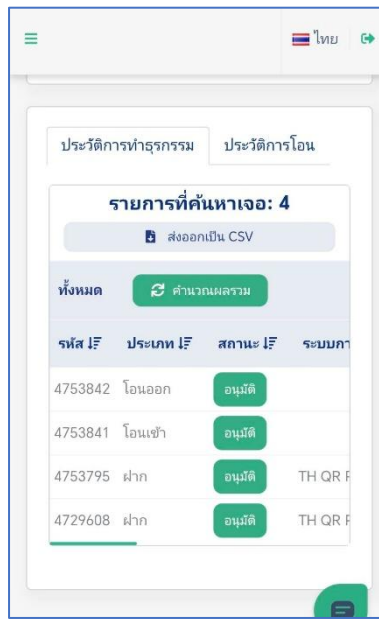 ไทย
ประวัติการทำธุรกรรม ประวัติการโอน
รายการที่ค้นหาเจอ: 4
ส่งออกเป็น CSV
ทั้งหมด คำนวณผลรวม
รหัส ประเภท สถานะ ระบบกา
4753842 โอนออก อนุมัติ
4753841 โอนเข้า อนุมัติ
4753795 ฝาก อนุมัติ TH QR
4729608 ฝาก อนุมัติ TH QR